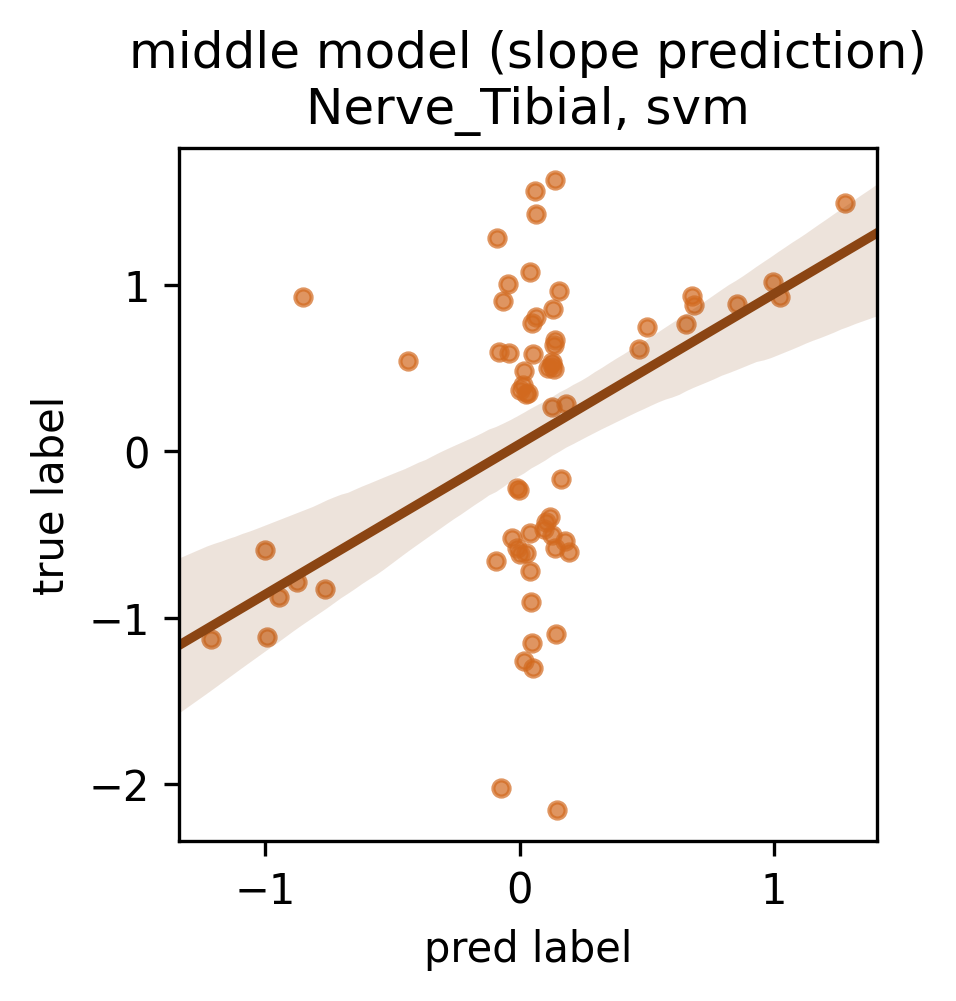 middle model (slope prediction)
Nerve_Tibial, svm
1
0
−1
−2
true label
−1
0
1
pred label